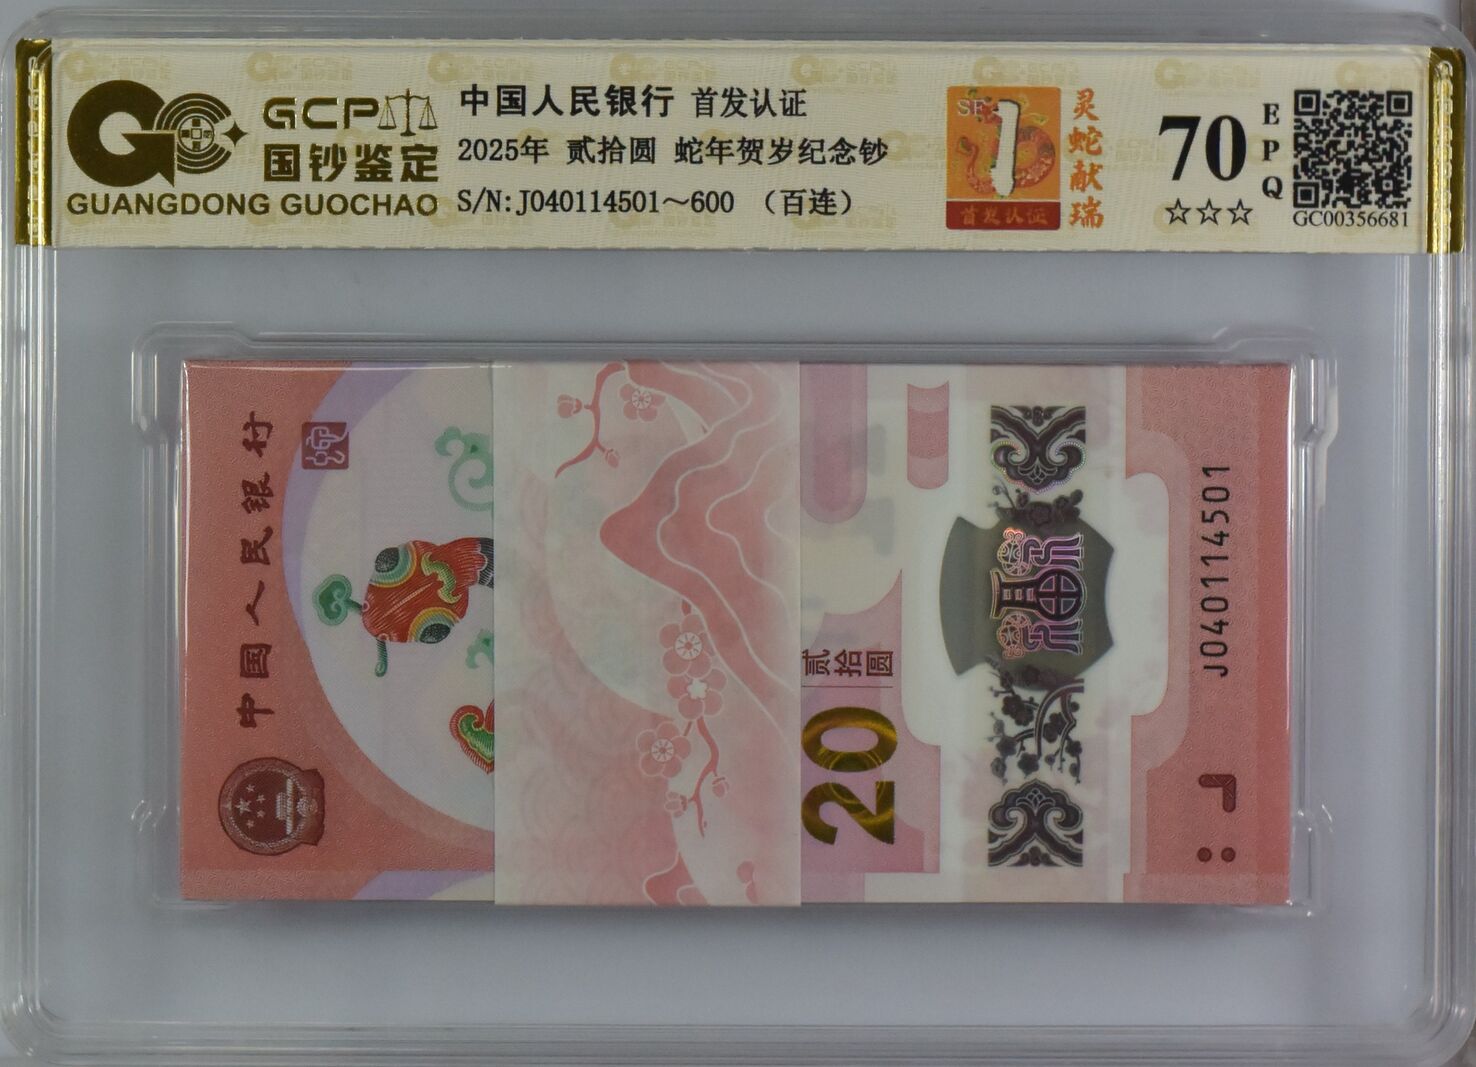 GCP
国钞鉴定
GUANGDONG GUOCHAO
中国人民银行 首发认证
2025年 贰拾圆 蛇年贺岁纪念钞
S/N:J040114501～600 （百连）
1
首发认证
灵蛇献瑞
70
EPQ
☆☆☆
GC00356681
中国人民银行
贰拾圆
20
J040114501